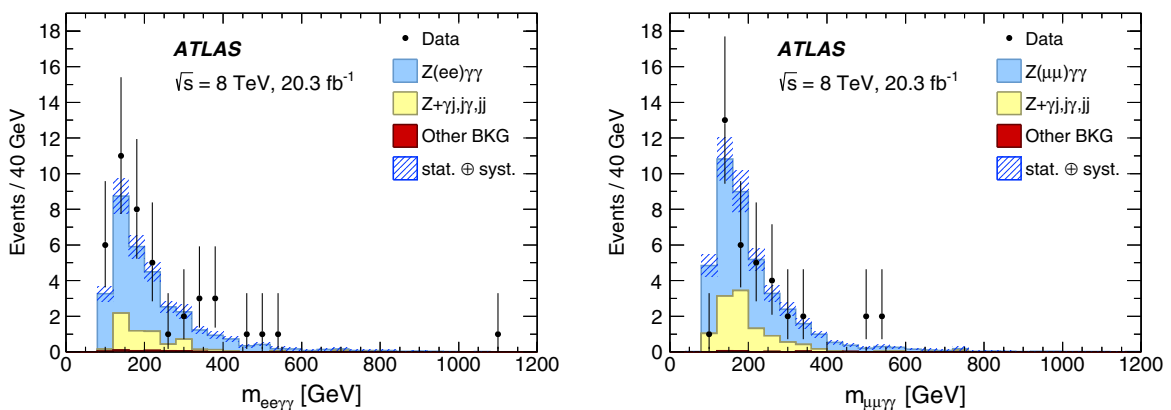 Events / 40 GeV
18
16
14
12
10
8
6
4
2
0
ATLAS
√s = 8 TeV, 20.3 fb⁻¹
Data
Z(ee)γγ
Z+γj,jγ,jj
Other BKG
stat. ⊕ syst.
0 200 400 600 800 1000 1200
m_eeγγ [GeV]
Events / 40 GeV
18
16
14
12
10
8
6
4
2
0
ATLAS
√s = 8 TeV, 20.3 fb⁻¹
Data
Z(μμ)γγ
Z+γj,jγ,jj
Other BKG
stat. ⊕ syst.
0 200 400 600 800 1000 1200
m_μμγγ [GeV]